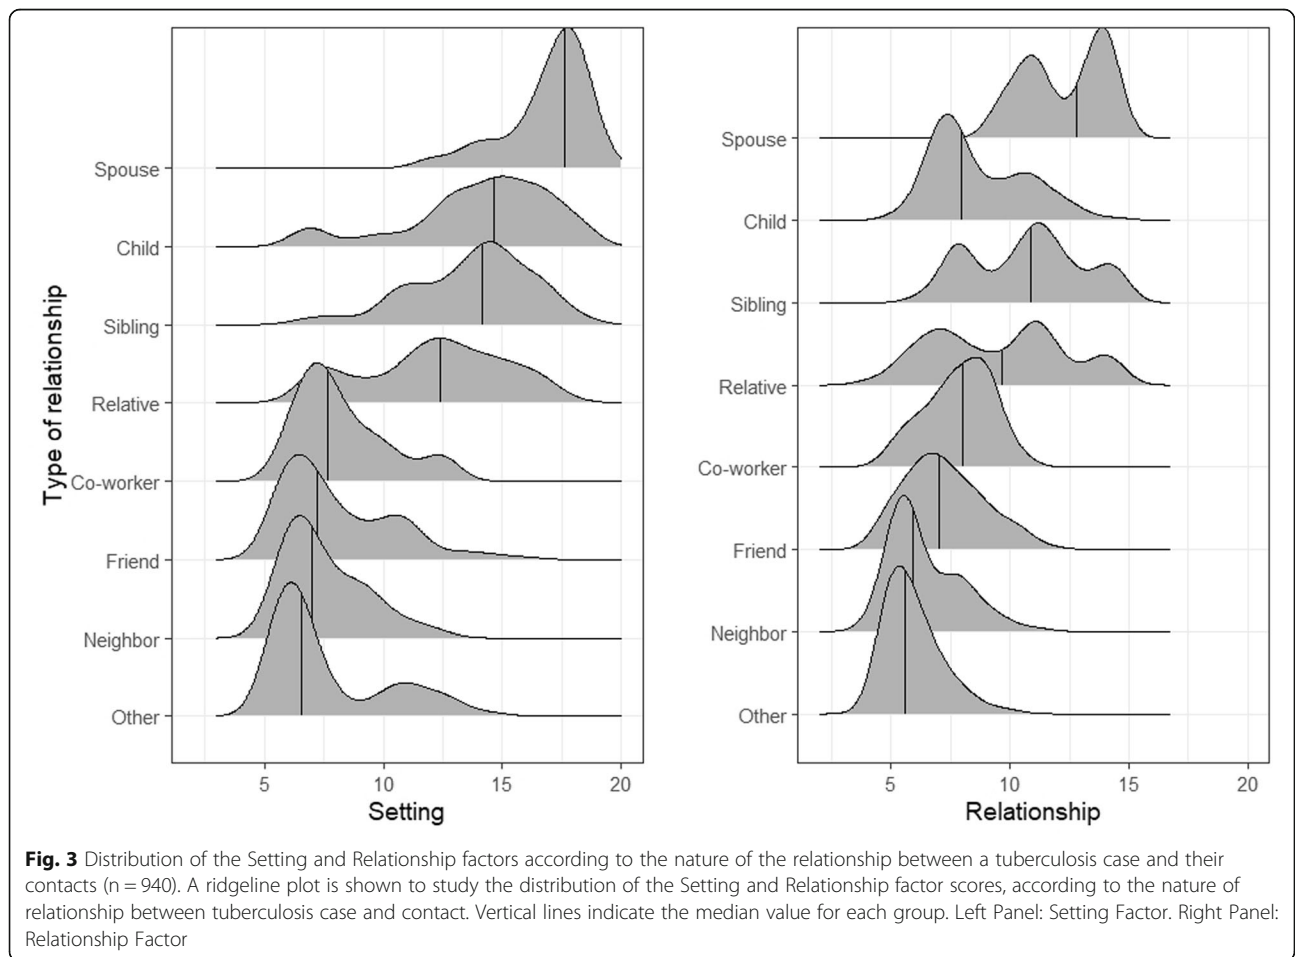 Type of relationship
Spouse
Child
Sibling
Relative
Co-worker
Friend
Neighbor
Other
5 10 15 20
Setting
Spouse
Child
Sibling
Relative
Co-worker
Friend
Neighbor
Other
5 10 15 20
Relationship
Fig. 3 Distribution of the Setting and Relationship factors according to the nature of the relationship between a tuberculosis case and their
contacts (n = 940). A ridgeline plot is shown to study the distribution of the Setting and Relationship factor scores, according to the nature of
relationship between tuberculosis case and contact. Vertical lines indicate the median value for each group. Left Panel: Setting Factor. Right Panel:
Relationship Factor